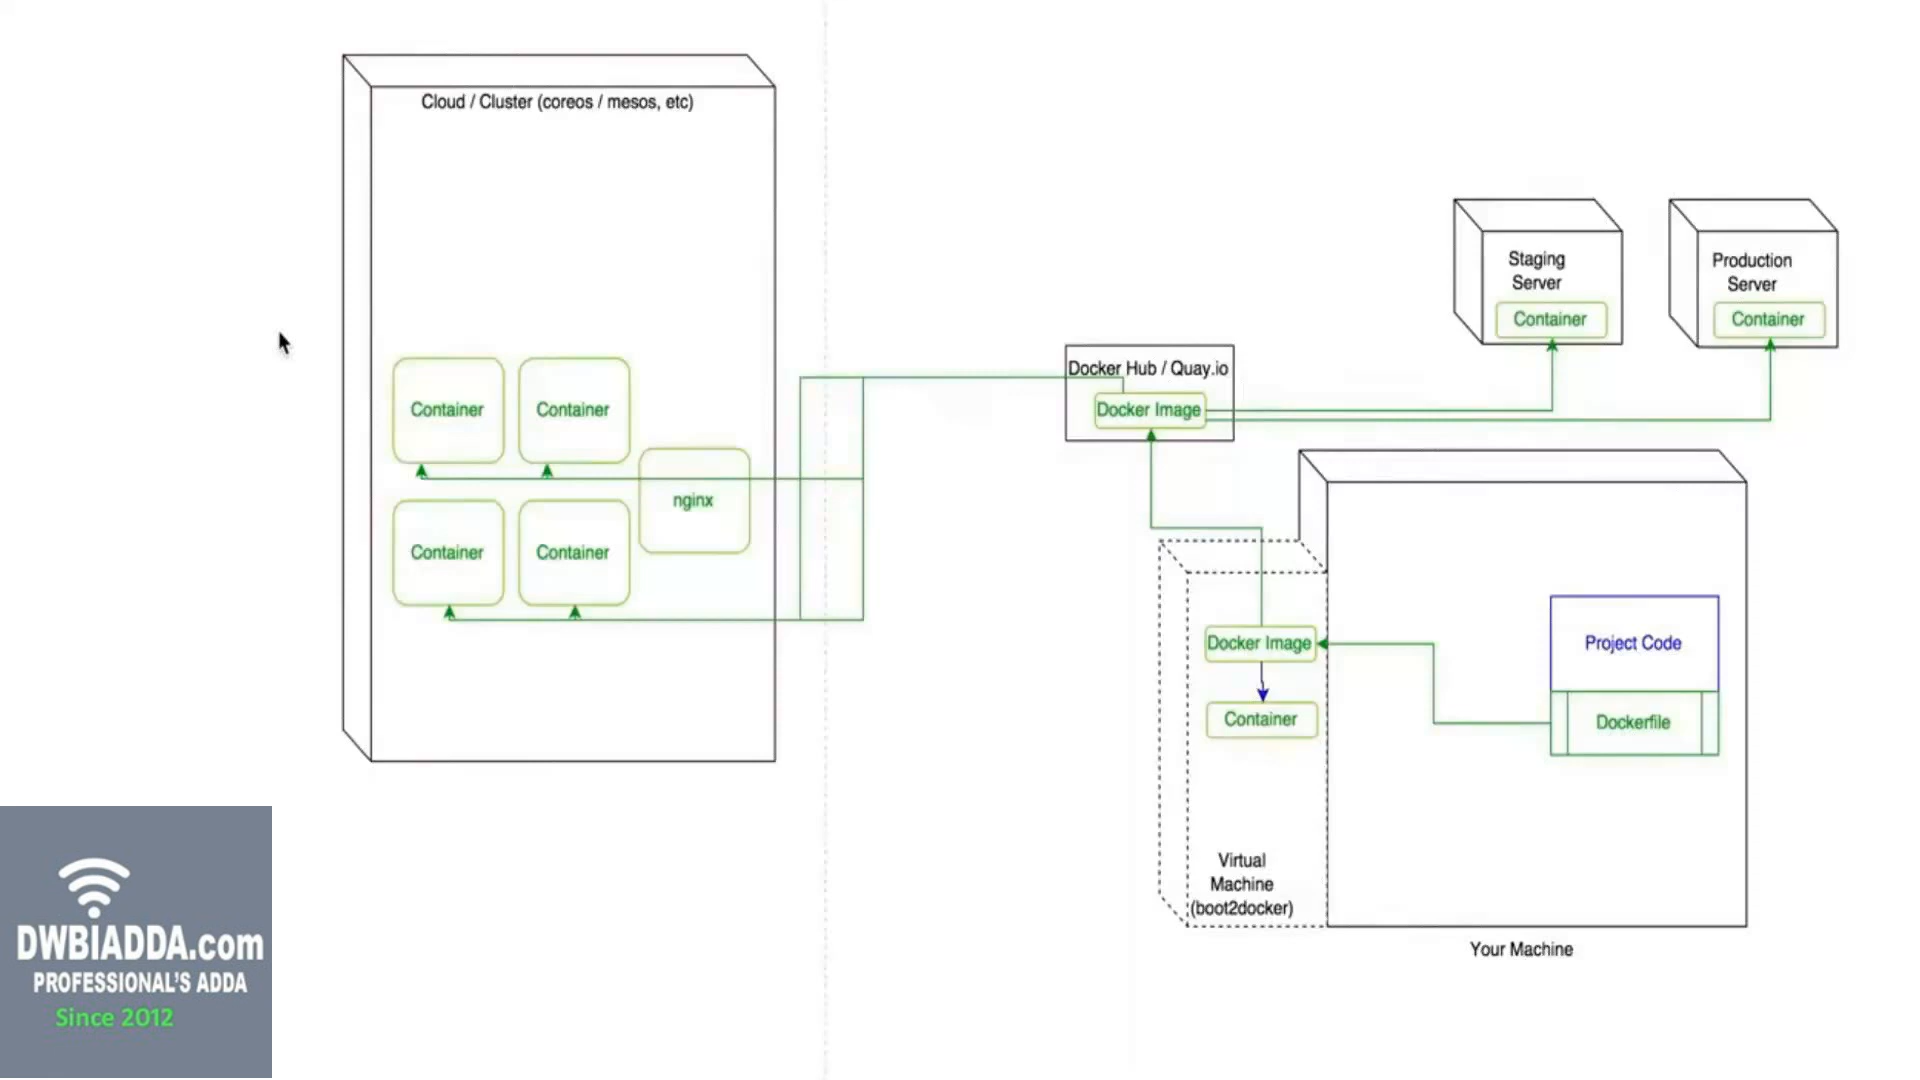 Cloud / Cluster (coreos / mesos, etc)
Container
Container
nginx
Container
Container
Docker Hub / Quay.io
Docker Image
Staging
Server
Container
Production
Server
Container
Docker Image
Container
Virtual
Machine
(boot2docker)
Project Code
Dockerfile
Your Machine
DWBiADDA.com
PROFESSIONAL'S ADDA
Since 2012